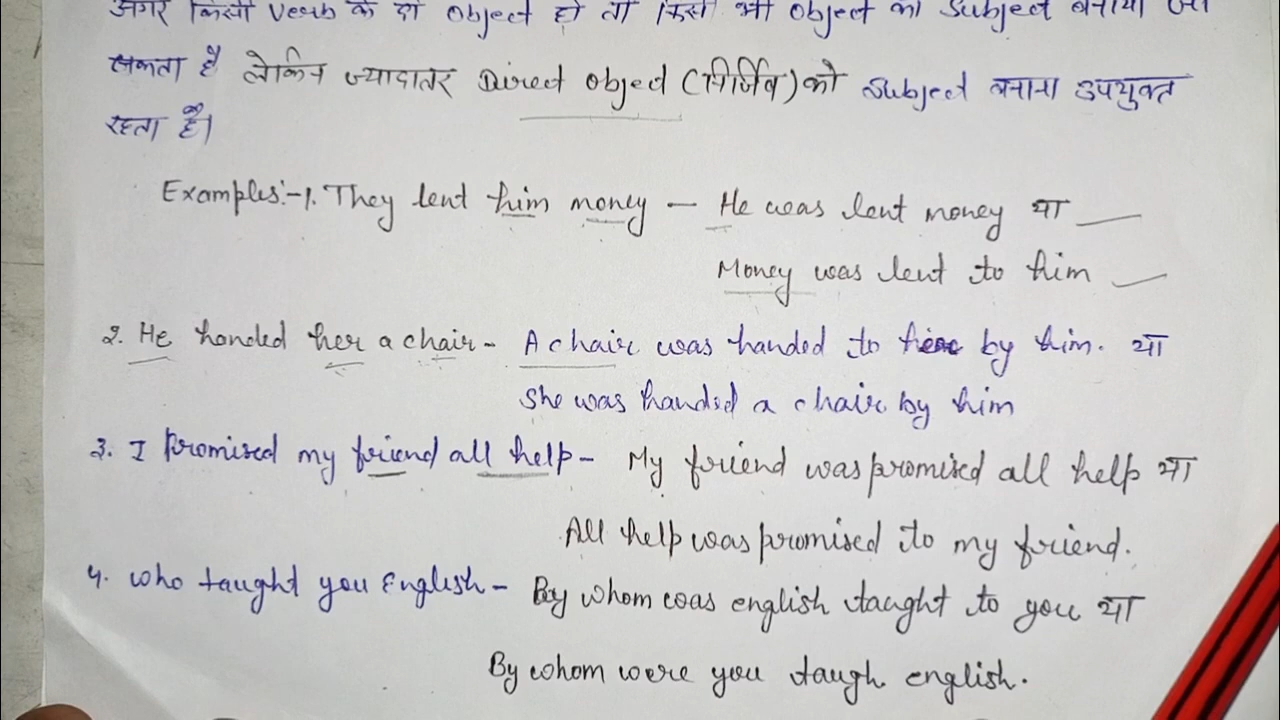 अगर किसी verb के दो object हो तो किसी भी object को subject बनाया जा
सकता है लेकिन ज्यादातर Direct object (निर्जिव) को subject बनाना उपयुक्त
रहता है।
Examples:-1. They lent him money - He was lent money या
Money was lent to him
2. He handed her a chair - A chair was handed to her by him. या
She was handed a chair by him
3. I Promised my friend all help - My friend was promised all help या
All help was promised to my friend.
4. who taught you English - By whom was english taught to you या
By whom were you taugh english.